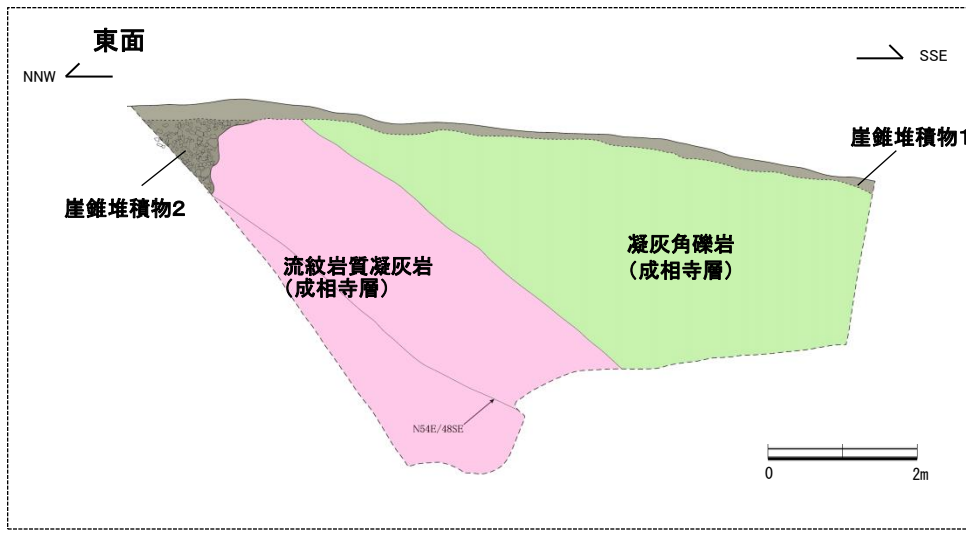 東面
NNW
SSE
崖錐堆積物1
崖錐堆積物2
凝灰角礫岩
（成相寺層）
流紋岩質凝灰岩
（成相寺層）
N54E/48SE
0
2m